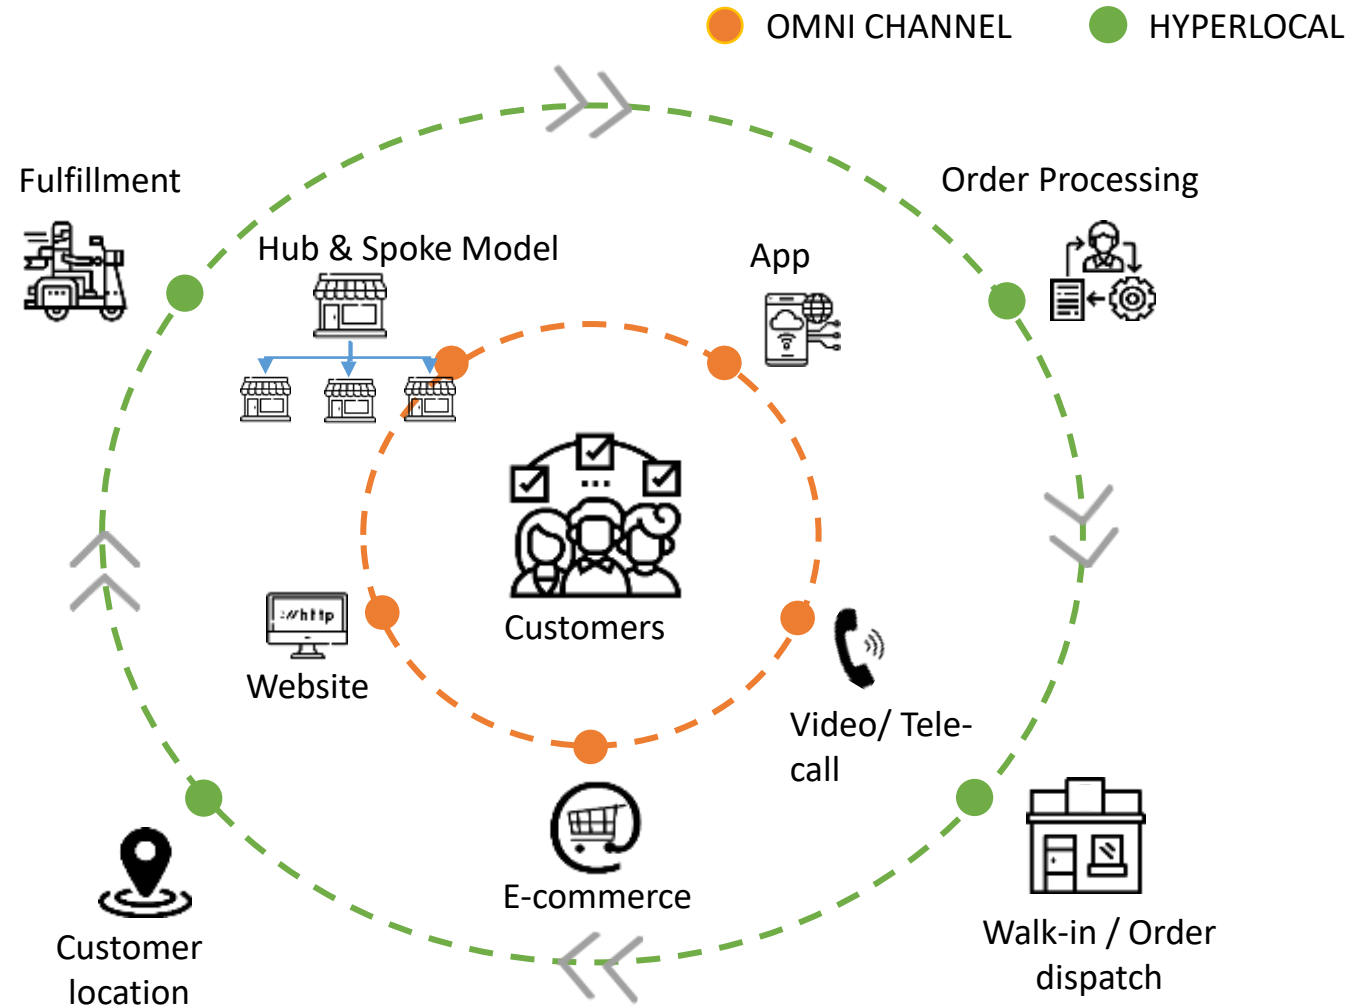 OMNI CHANNEL
HYPERLOCAL
Fulfillment
Order Processing
Hub & Spoke Model
App
Customers
://http
Website
Video/ Tele-
call
E-commerce
Customer
location
Walk-in / Order
dispatch